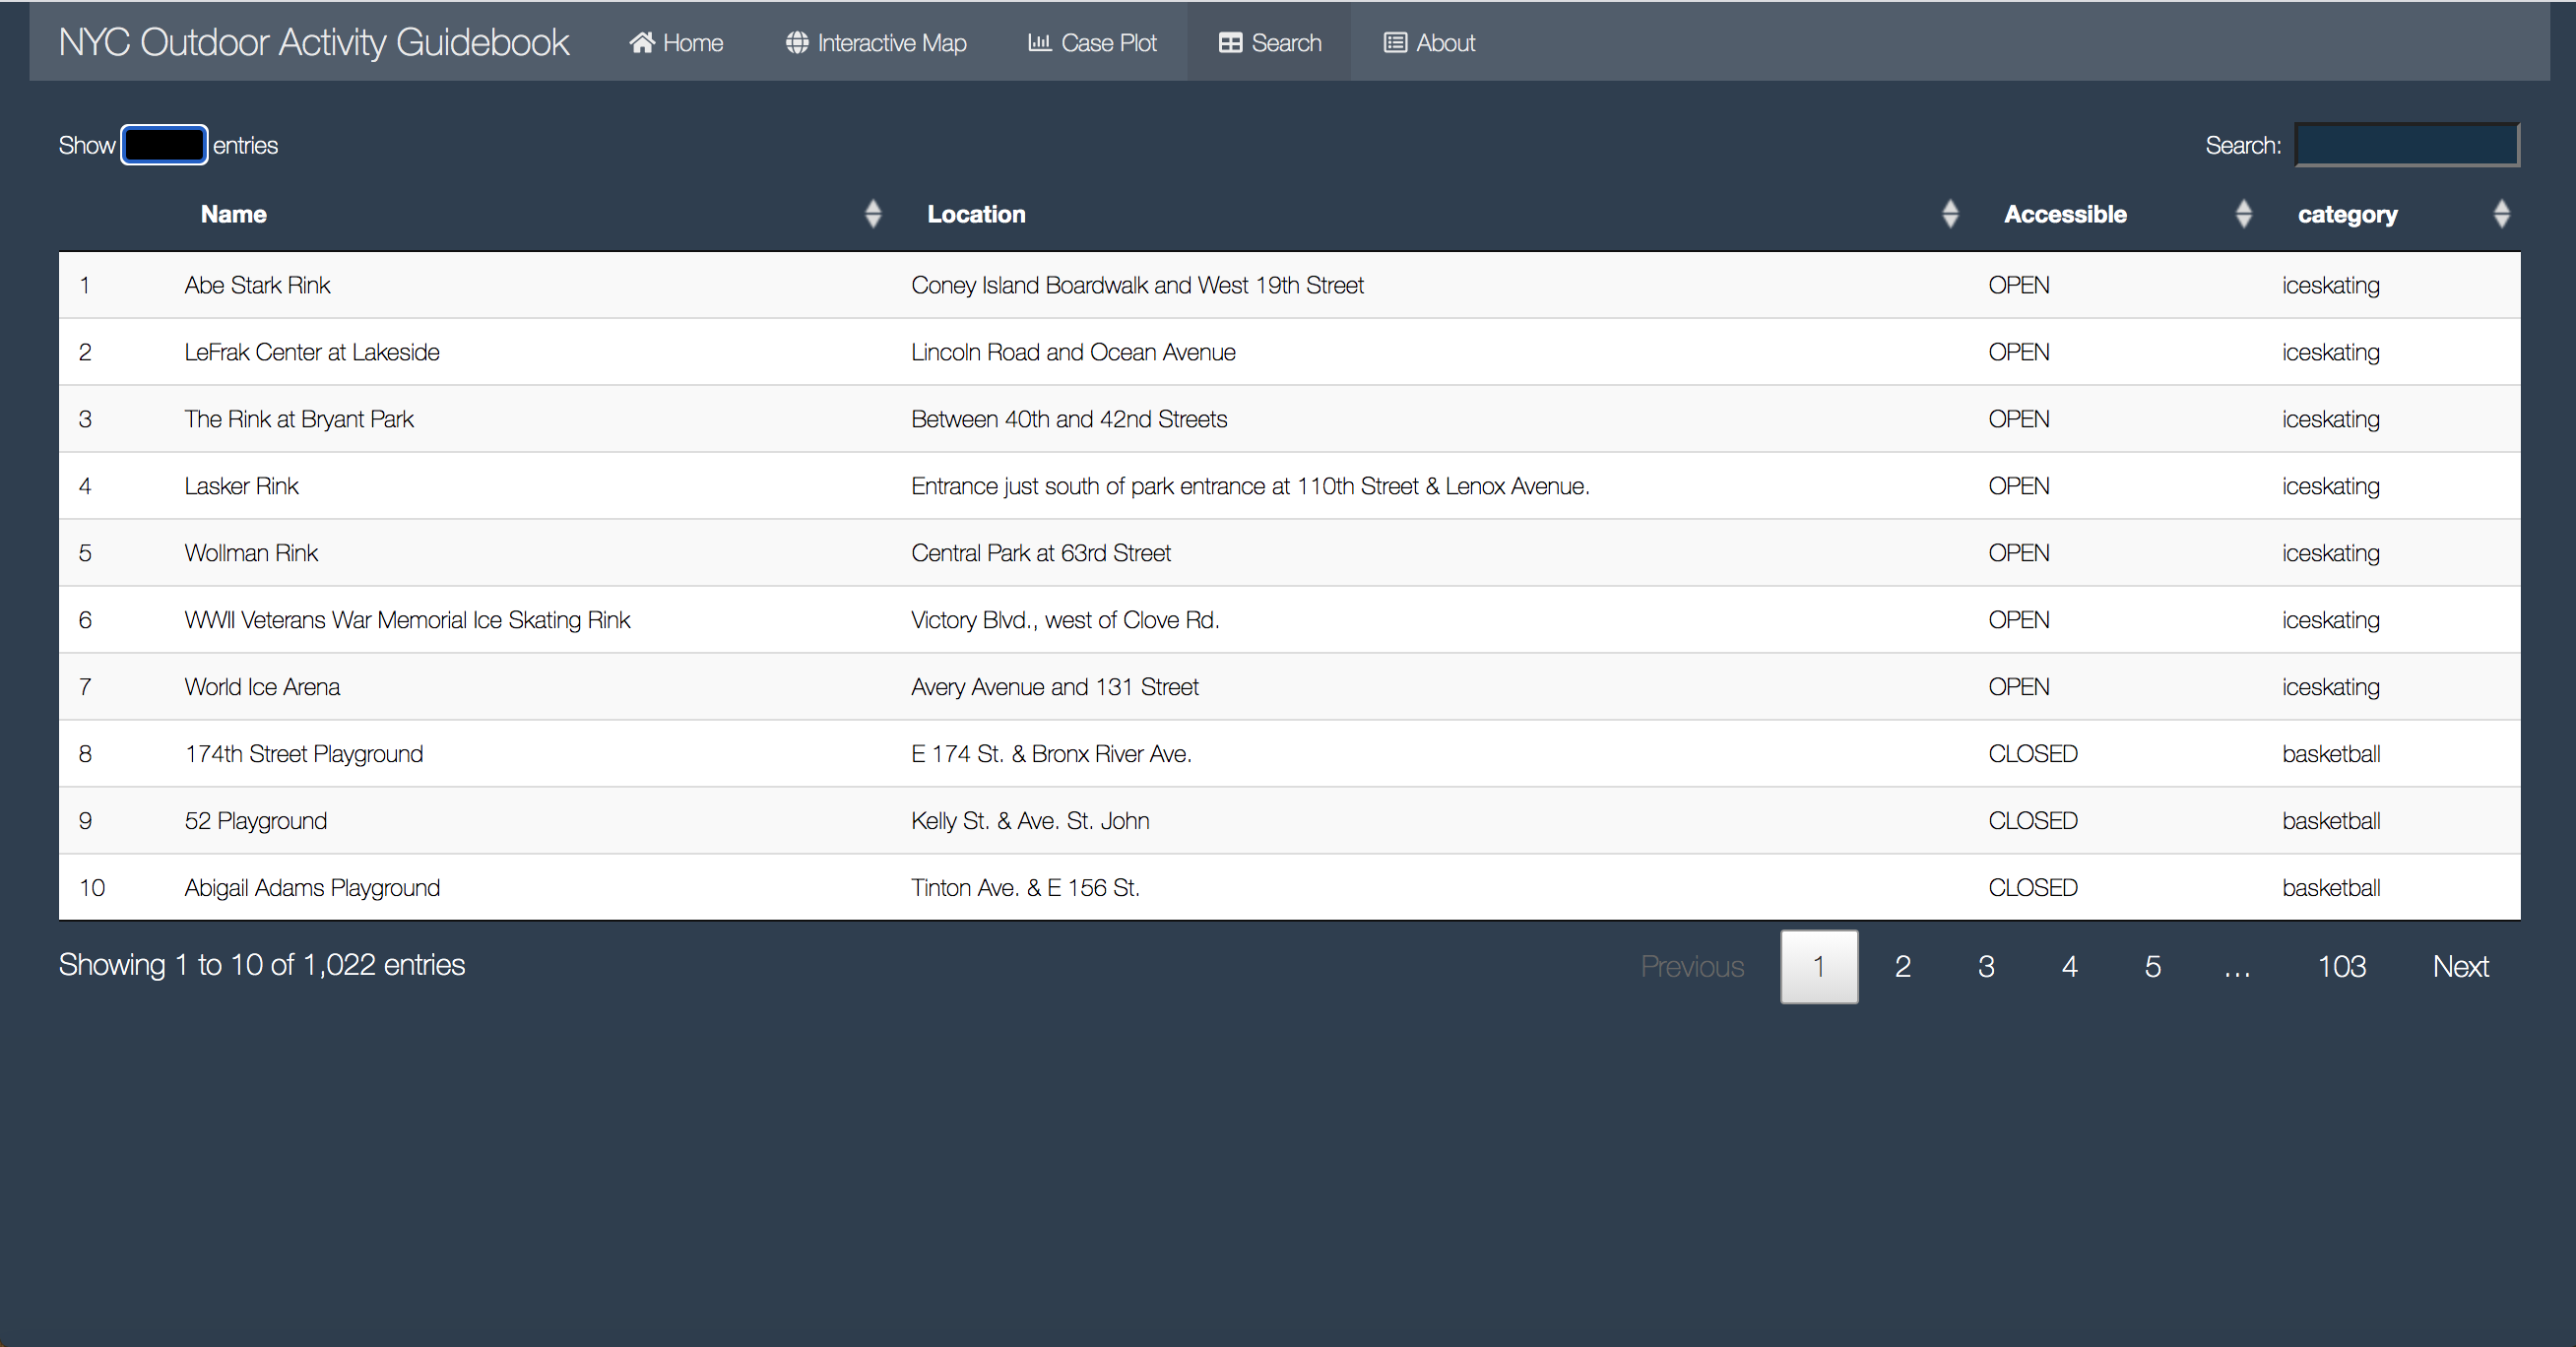 NYC Outdoor Activity Guidebook Home Interactive Map Case Plot Search About
Show entries Search:
Name Location Accessible category
1 Abe Stark Rink Coney Island Boardwalk and West 19th Street OPEN iceskating
2 LeFrak Center at Lakeside Lincoln Road and Ocean Avenue OPEN iceskating
3 The Rink at Bryant Park Between 40th and 42nd Streets OPEN iceskating
4 Lasker Rink Entrance just south of park entrance at 110th Street & Lenox Avenue. OPEN iceskating
5 Wollman Rink Central Park at 63rd Street OPEN iceskating
6 WWII Veterans War Memorial Ice Skating Rink Victory Blvd., west of Clove Rd. OPEN iceskating
7 World Ice Arena Avery Avenue and 131 Street OPEN iceskating
8 174th Street Playground E 174 St. & Bronx River Ave. CLOSED basketball
9 52 Playground Kelly St. & Ave. St. John CLOSED basketball
10 Abigail Adams Playground Tinton Ave. & E 156 St. CLOSED basketball
Showing 1 to 10 of 1,022 entries Previous 1 2 3 4 5 … 103 Next